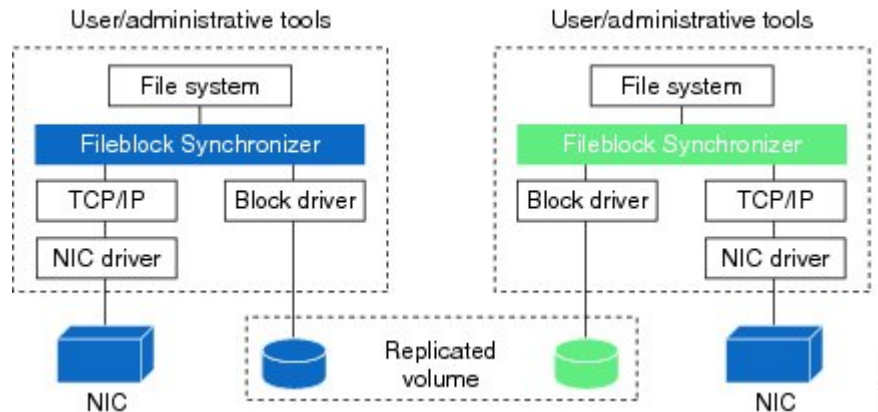 User/administrative tools
File system
Fileblock Synchronizer
TCP/IP
Block driver
NIC driver
NIC
User/administrative tools
File system
Fileblock Synchronizer
Block driver
TCP/IP
NIC driver
NIC
Replicated
volume